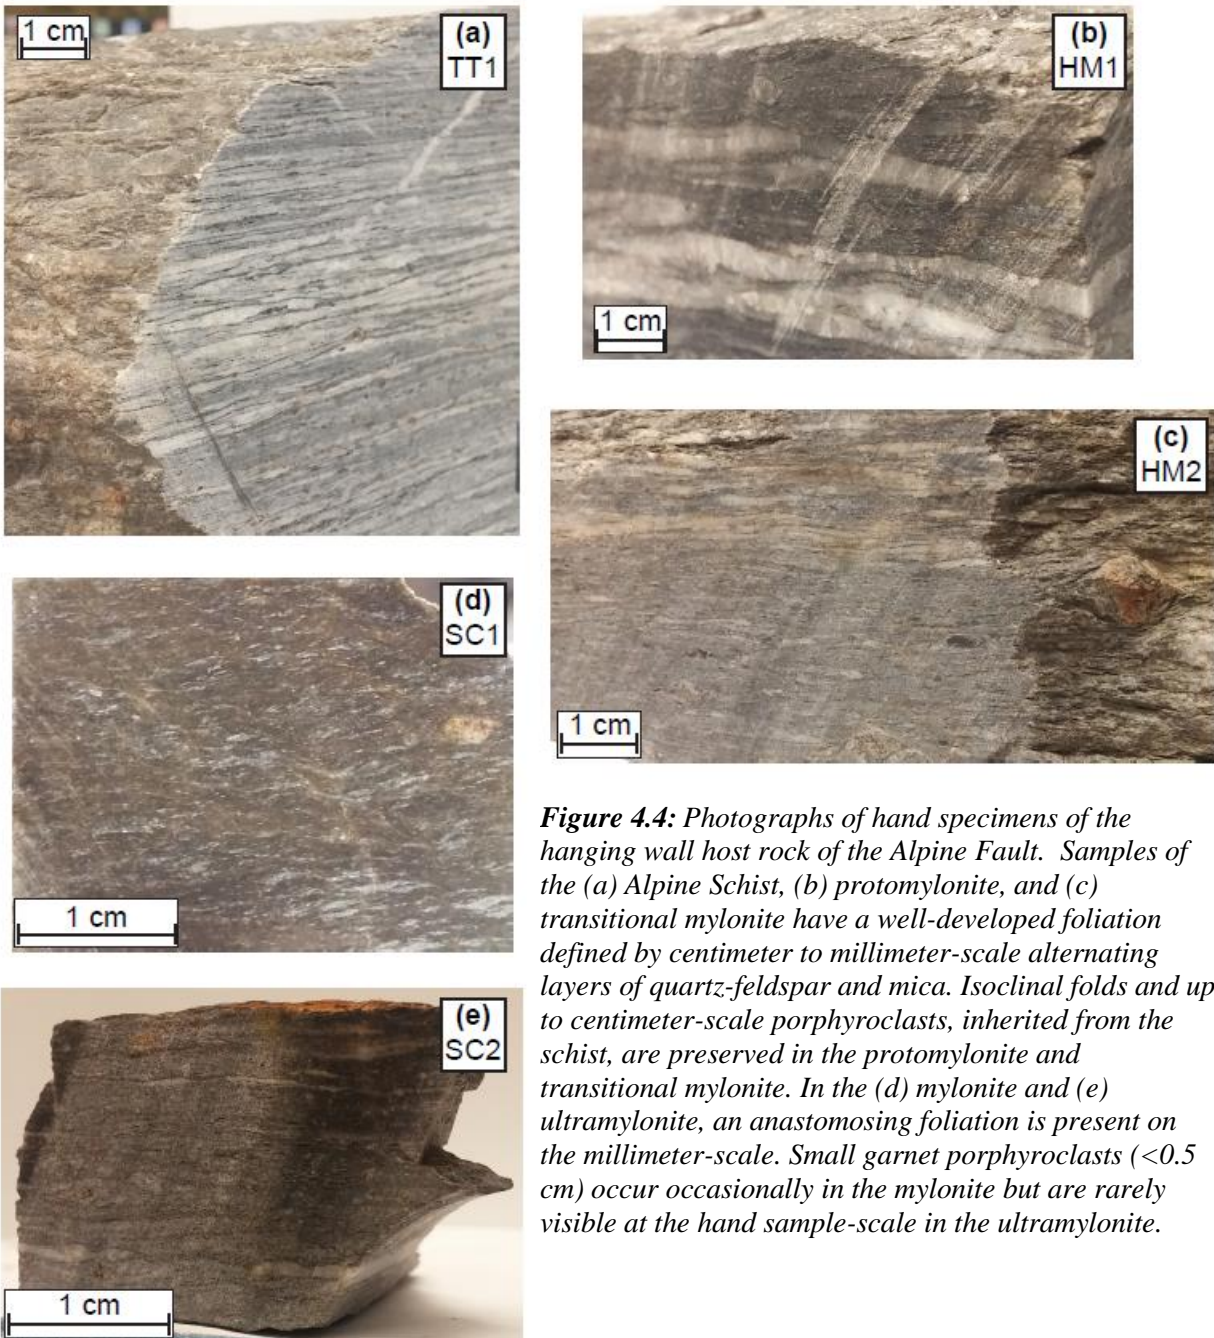 1 cm
(a)
TT1
(b)
HM1
1 cm
(c)
HM2
1 cm
(d)
SC1
1 cm
(e)
SC2
1 cm
Figure 4.4: Photographs of hand specimens of the
hanging wall host rock of the Alpine Fault. Samples of
the (a) Alpine Schist, (b) protomylonite, and (c)
transitional mylonite have a well-developed foliation
defined by centimeter to millimeter-scale alternating
layers of quartz-feldspar and mica. Isoclinal folds and up
to centimeter-scale porphyroclasts, inherited from the
schist, are preserved in the protomylonite and
transitional mylonite. In the (d) mylonite and (e)
ultramylonite, an anastomosing foliation is present on
the millimeter-scale. Small garnet porphyroclasts (<0.5
cm) occur occasionally in the mylonite but are rarely
visible at the hand sample-scale in the ultramylonite.